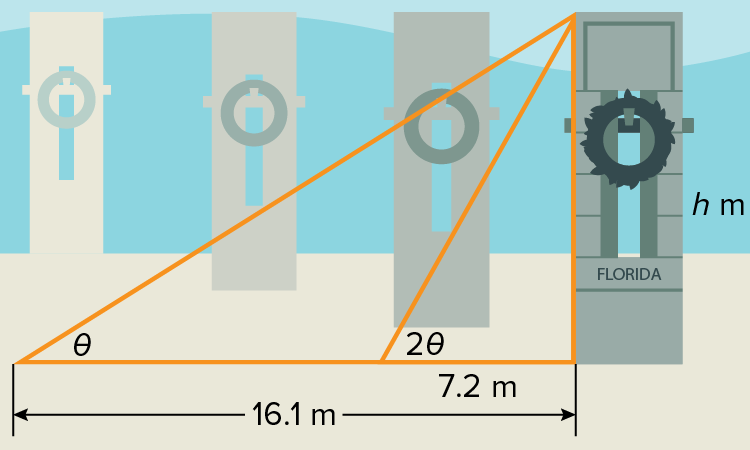 h m
FLORIDA
θ
2θ
7.2 m
16.1 m